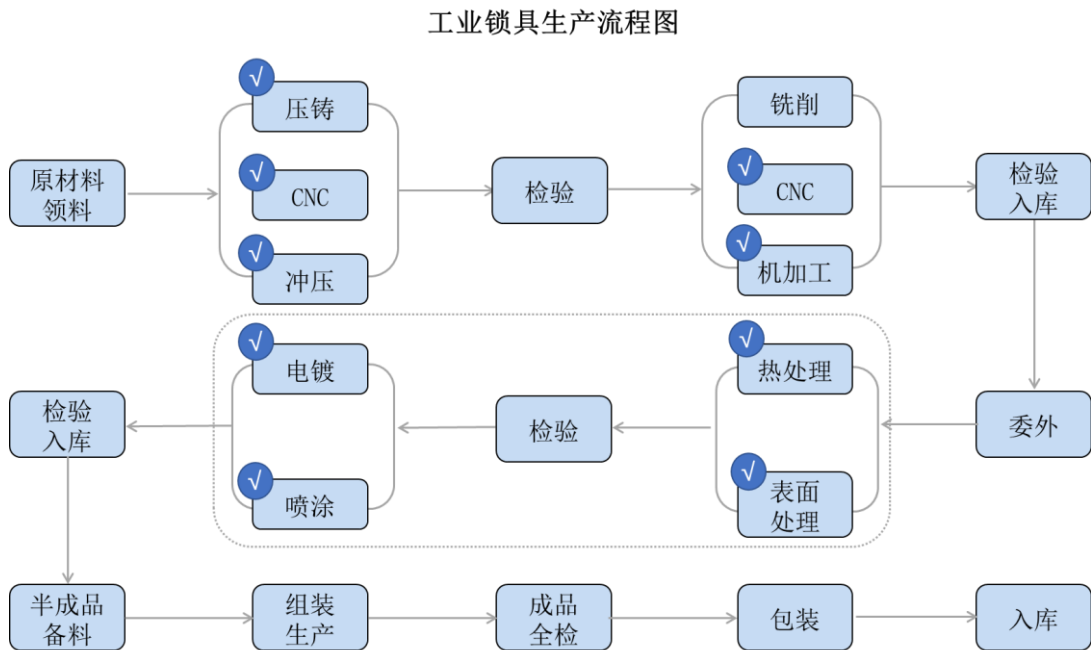 工业锁具生产流程图
√
压铸
√
CNC
√
冲压
原材料
领料
检验
铣削
√
CNC
√
机加工
检验
入库
委外
√
热处理
√
表面
处理
检验
√
电镀
√
喷涂
检验
入库
半成品
备料
组装
生产
成品
全检
包装
入库